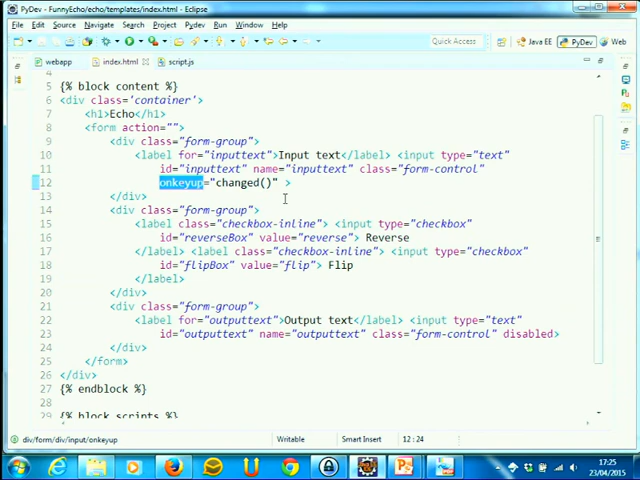 PyDev - FunnyEcho/echo/templates/index.html - Eclipse
File Edit Source Navigate Search Project Pydev Run Window Help
Quick Access Java EE PyDev
webapp index.html script.js
4
5 {% block content %}
6 <div class='container'>
7 <h1>Echo</h1>
8 <form action="">
9 <div class="form-group">
10 <label for="inputtext">Input text</label> <input type="text"
11 id="inputtext" name="inputtext" class="form-control"
12 onkeyup="changed()" >
13 </div>
14 <div class="form-group">
15 <label class="checkbox-inline"> <input type="checkbox"
16 id="reverseBox" value="reverse"> Reverse
17 </label> <label class="checkbox-inline"> <input type="checkbox"
18 id="flipBox" value="flip"> Flip
19 </label>
20 </div>
21 <div class="form-group">
22 <label for="outputtext">Output text</label> <input type="text"
23 id="outputtext" name="outputtext" class="form-control" disabled>
24 </div>
25 </form>
26 </div>
27 {% endblock %}
28
29 {% block scripts %}
div/form/div/input/onkeyup Writable Smart Insert 12 : 24
17:25
23/04/2015